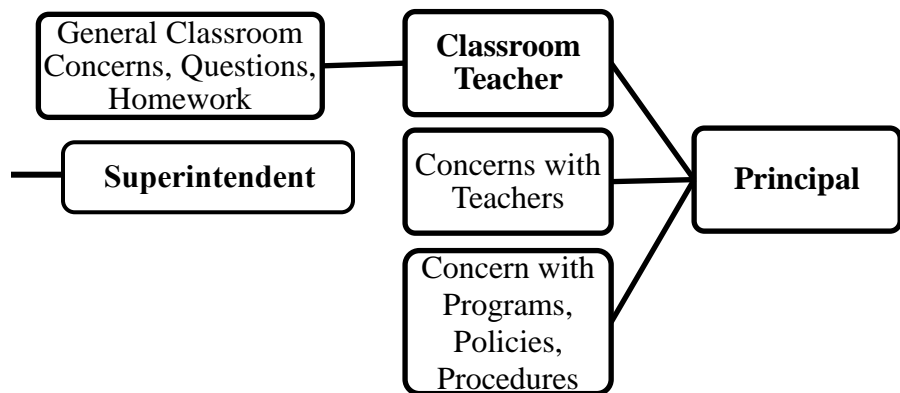 General Classroom
Concerns, Questions,
Homework
Classroom
Teacher
Superintendent
Concerns with
Teachers
Principal
Concern with
Programs,
Policies,
Procedures